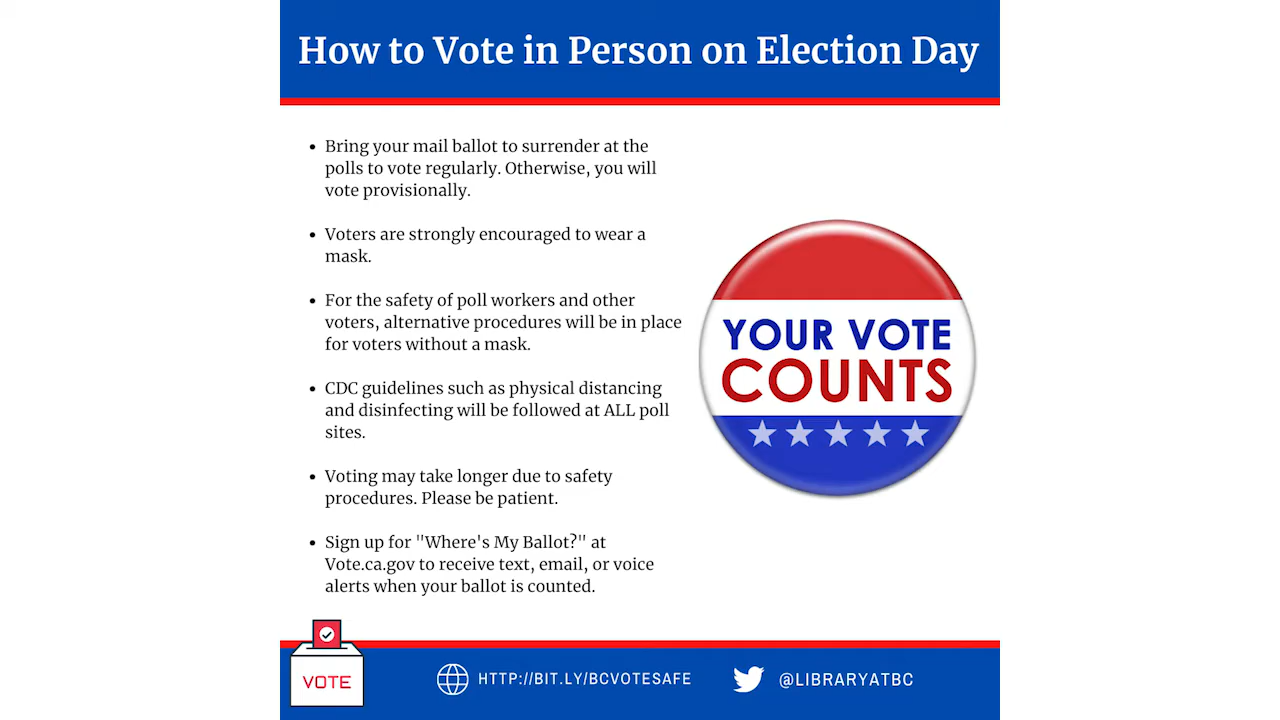 How to Vote in Person on Election Day
• Bring your mail ballot to surrender at the
polls to vote regularly. Otherwise, you will
vote provisionally.
• Voters are strongly encouraged to wear a
mask.
• For the safety of poll workers and other
voters, alternative procedures will be in place
for voters without a mask.
• CDC guidelines such as physical distancing
and disinfecting will be followed at ALL poll
sites.
• Voting may take longer due to safety
procedures. Please be patient.
• Sign up for "Where's My Ballot?" at
Vote.ca.gov to receive text, email, or voice
alerts when your ballot is counted.
YOUR VOTE
COUNTS
VOTE
HTTP://BIT.LY/BCVOTESAFE
@LIBRARYATBC